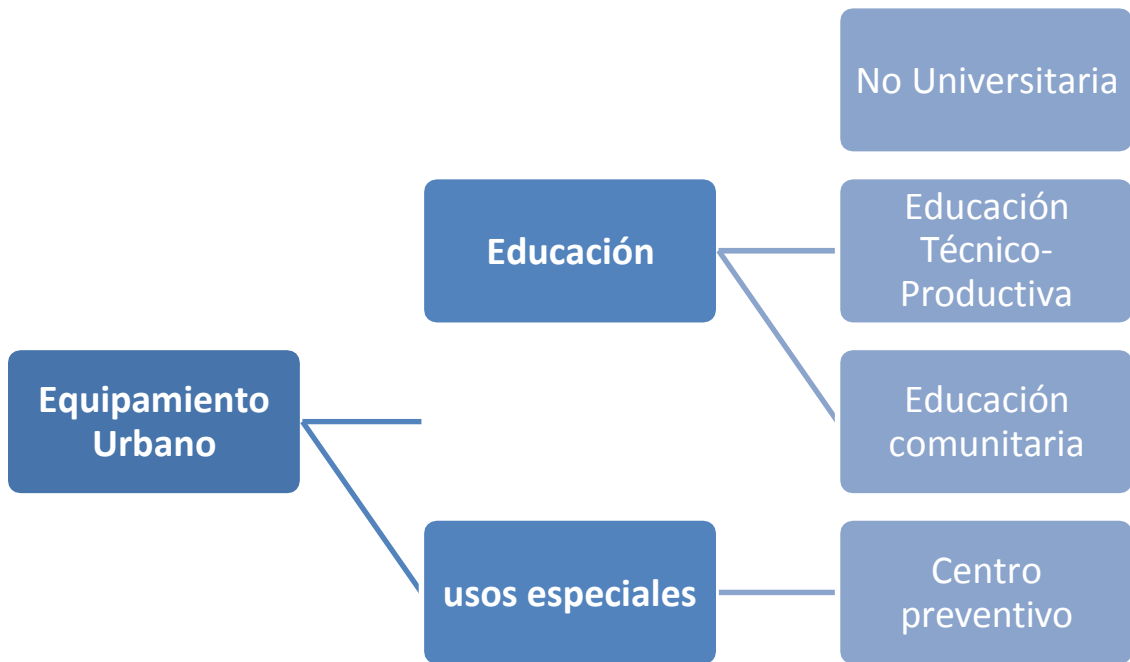 No Universitaria
Educación
Educación
Técnico-
Productiva
Equipamiento
Urbano
Educación
comunitaria
usos especiales
Centro
preventivo